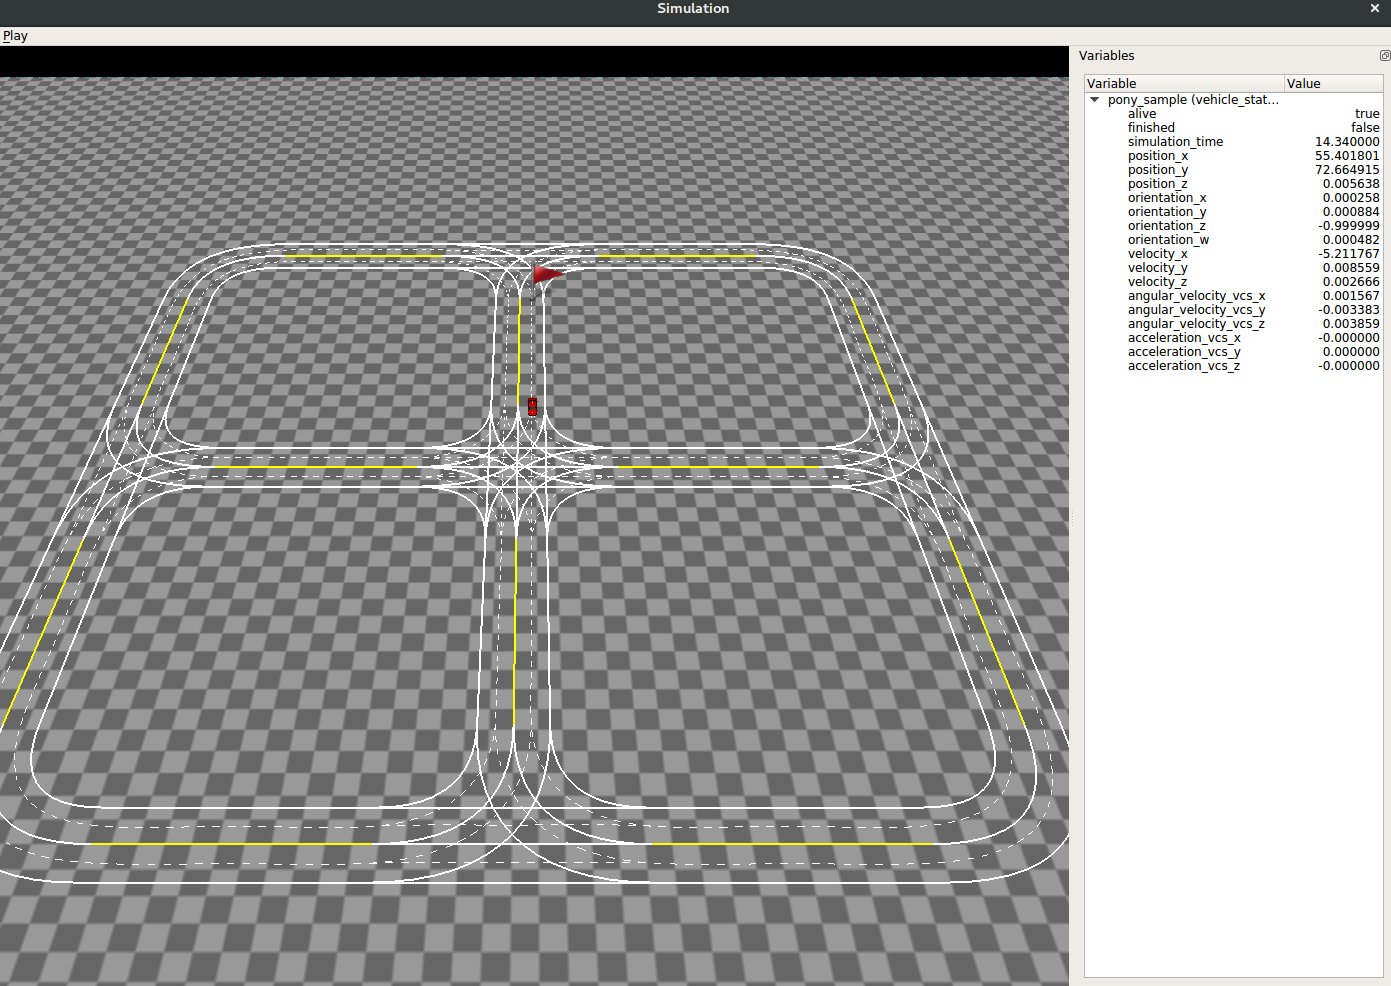 Simulation
Play
Variables
Variable Value
pony_sample (vehicle_stat...
alive true
finished false
simulation_time 14.340000
position_x 55.401801
position_y 72.664915
position_z 0.005638
orientation_x 0.000258
orientation_y 0.000884
orientation_z -0.999999
orientation_w 0.000482
velocity_x -5.211767
velocity_y 0.008559
velocity_z 0.002666
angular_velocity_vcs_x 0.001567
angular_velocity_vcs_y -0.003383
angular_velocity_vcs_z 0.003859
acceleration_vcs_x -0.000000
acceleration_vcs_y 0.000000
acceleration_vcs_z -0.000000